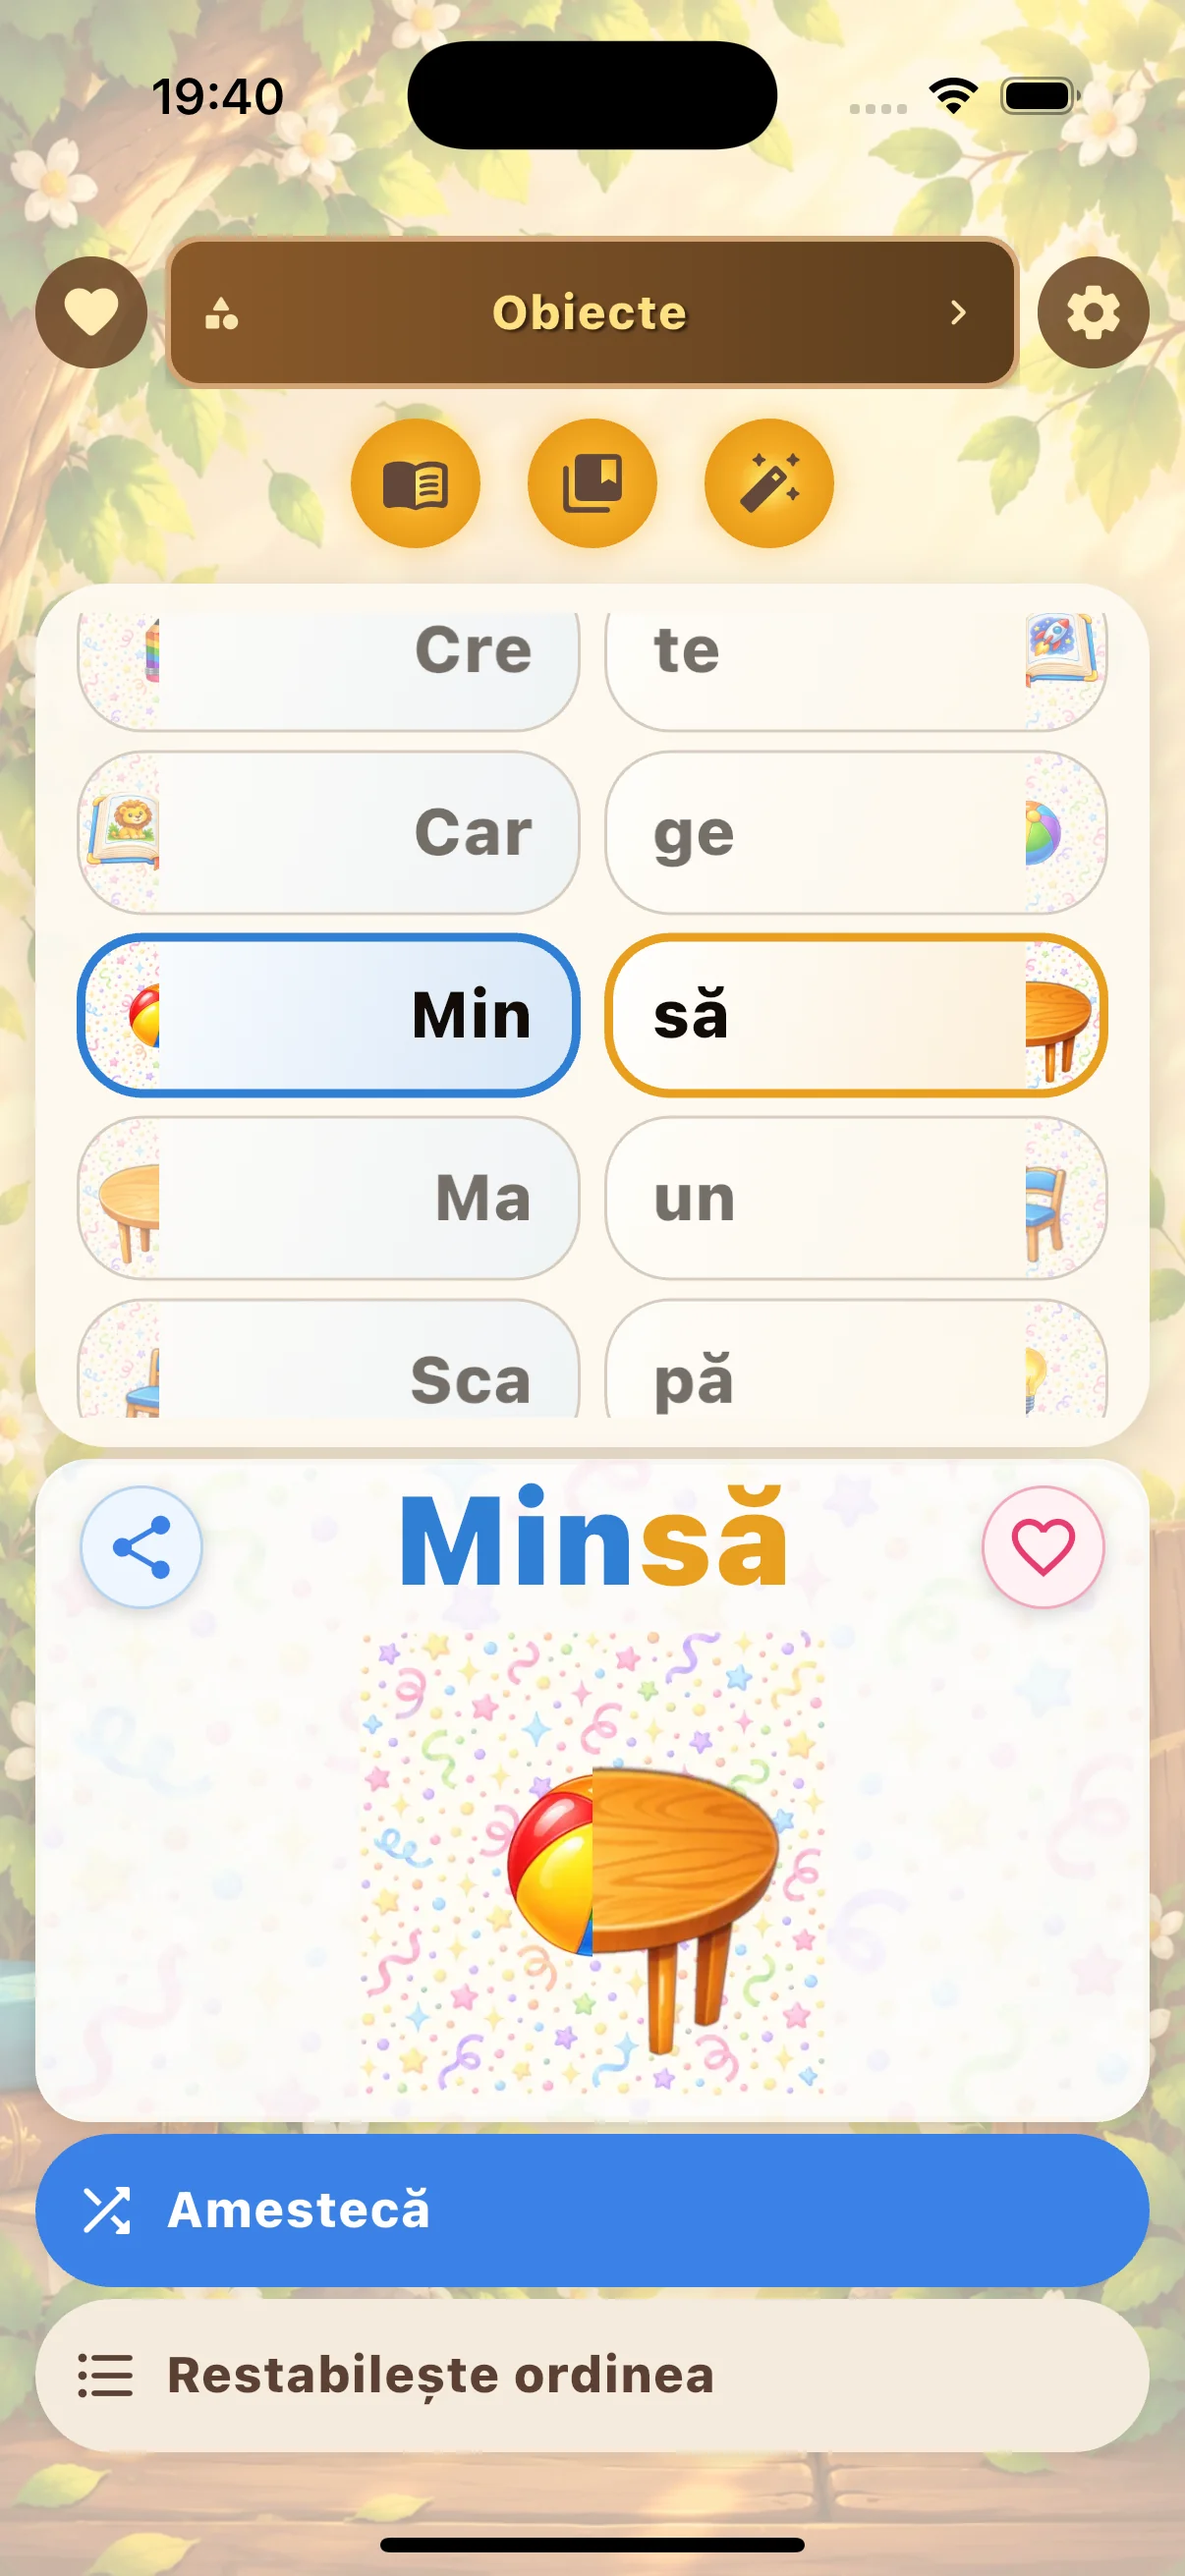 19:40
Obiecte
Cre te
Car ge
Min să
Ma un
Sca pă
Minsă
Amestecă
Restabilește ordinea